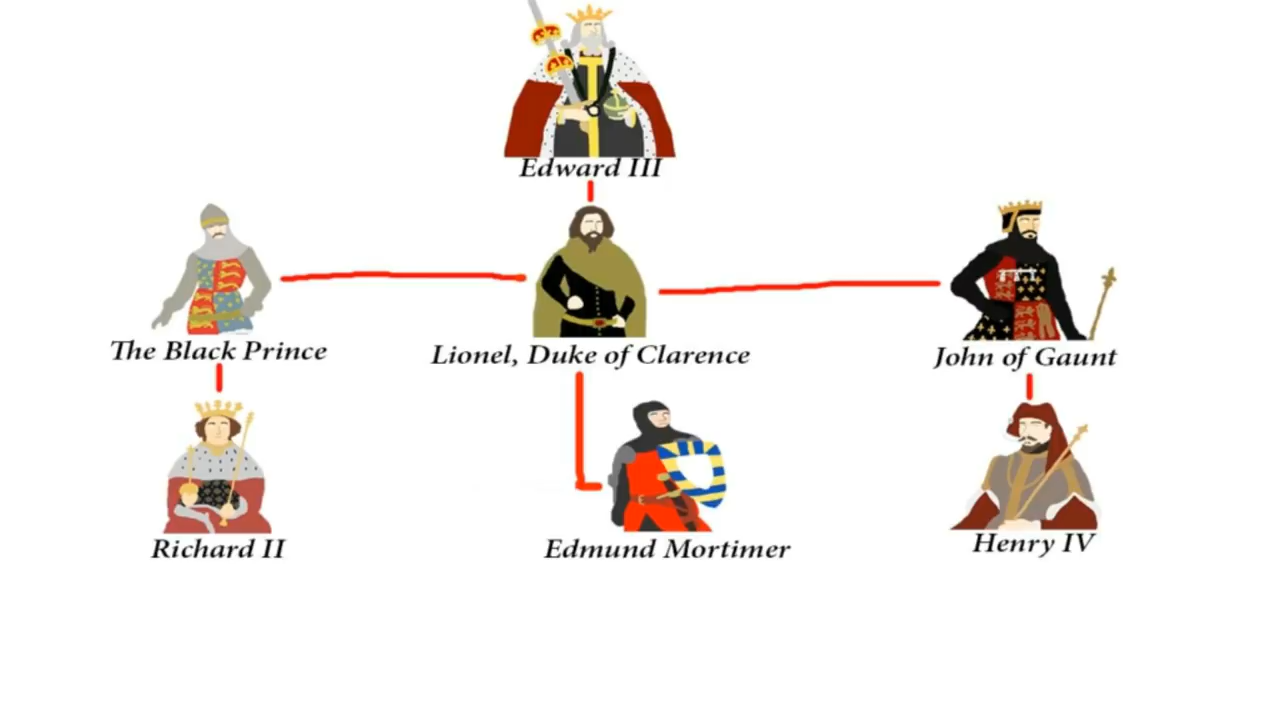 Edward III
The Black Prince
Lionel, Duke of Clarence
John of Gaunt
Richard II
Edmund Mortimer
Henry IV